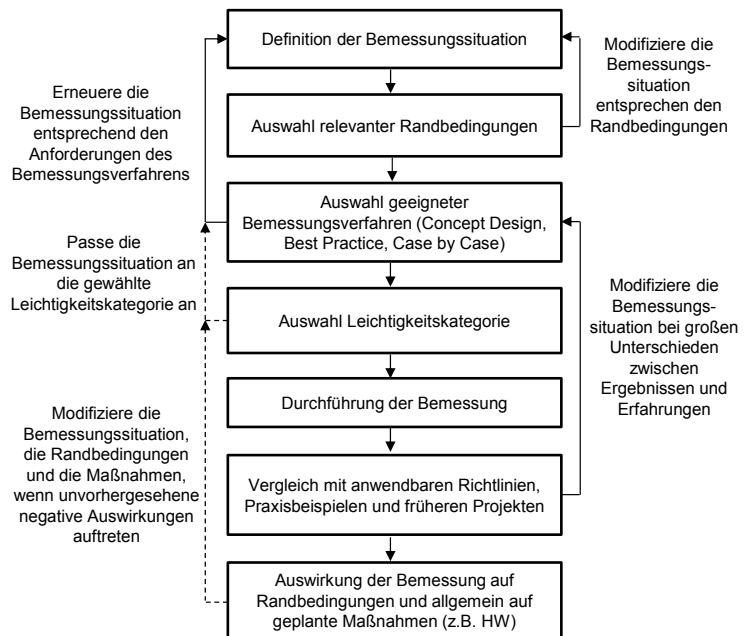 Definition der Bemessungssituation
Modifiziere die
Bemessungs-
situation
entsprechen den
Randbedingungen
Erneuere die
Bemessungssituation
entsprechend den
Anforderungen des
Bemessungsverfahrens
Auswahl relevanter Randbedingungen
Auswahl geeigneter
Bemessungsverfahren (Concept Design,
Best Practice, Case by Case)
Passe die
Bemessungssituation an
die gewählte
Leichtigkeitskategorie an
Auswahl Leichtigkeitskategorie
Modifiziere die
Bemessungs-
situation bei großen
Unterschieden
zwischen
Ergebnissen und
Erfahrungen
Durchführung der Bemessung
Modifiziere die
Bemessungssituation,
die Randbedingungen
und die Maßnahmen,
wenn unvorhergesehene
negative Auswirkungen
auftreten
Vergleich mit anwendbaren Richtlinien,
Praxisbeispielen und früheren Projekten
Auswirkung der Bemessung auf
Randbedingungen und allgemein auf
geplante Maßnahmen (z.B. HW)